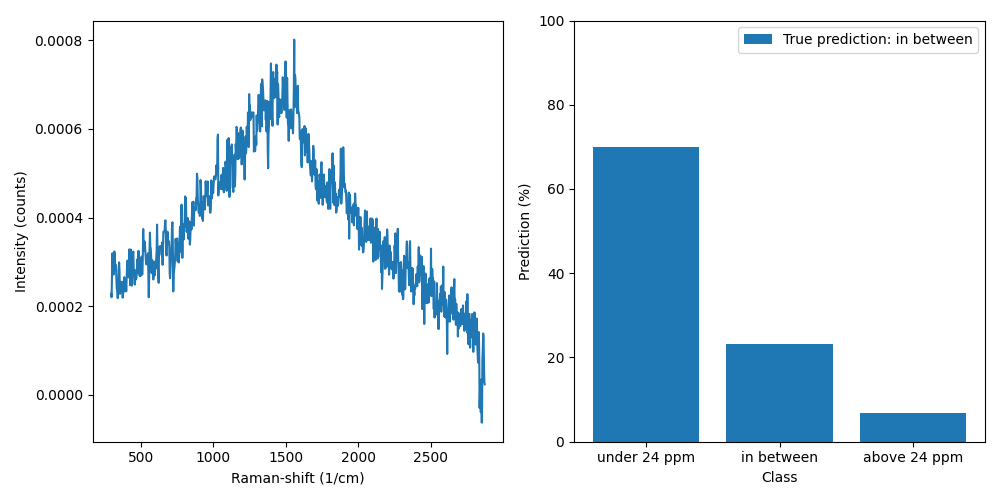 0.0008
0.0006
0.0004
0.0002
0.0000
Intensity (counts)
500 1000 1500 2000 2500
Raman-shift (1/cm)
100
80
60
40
20
0
Prediction (%)
True prediction: in between
under 24 ppm in between above 24 ppm
Class